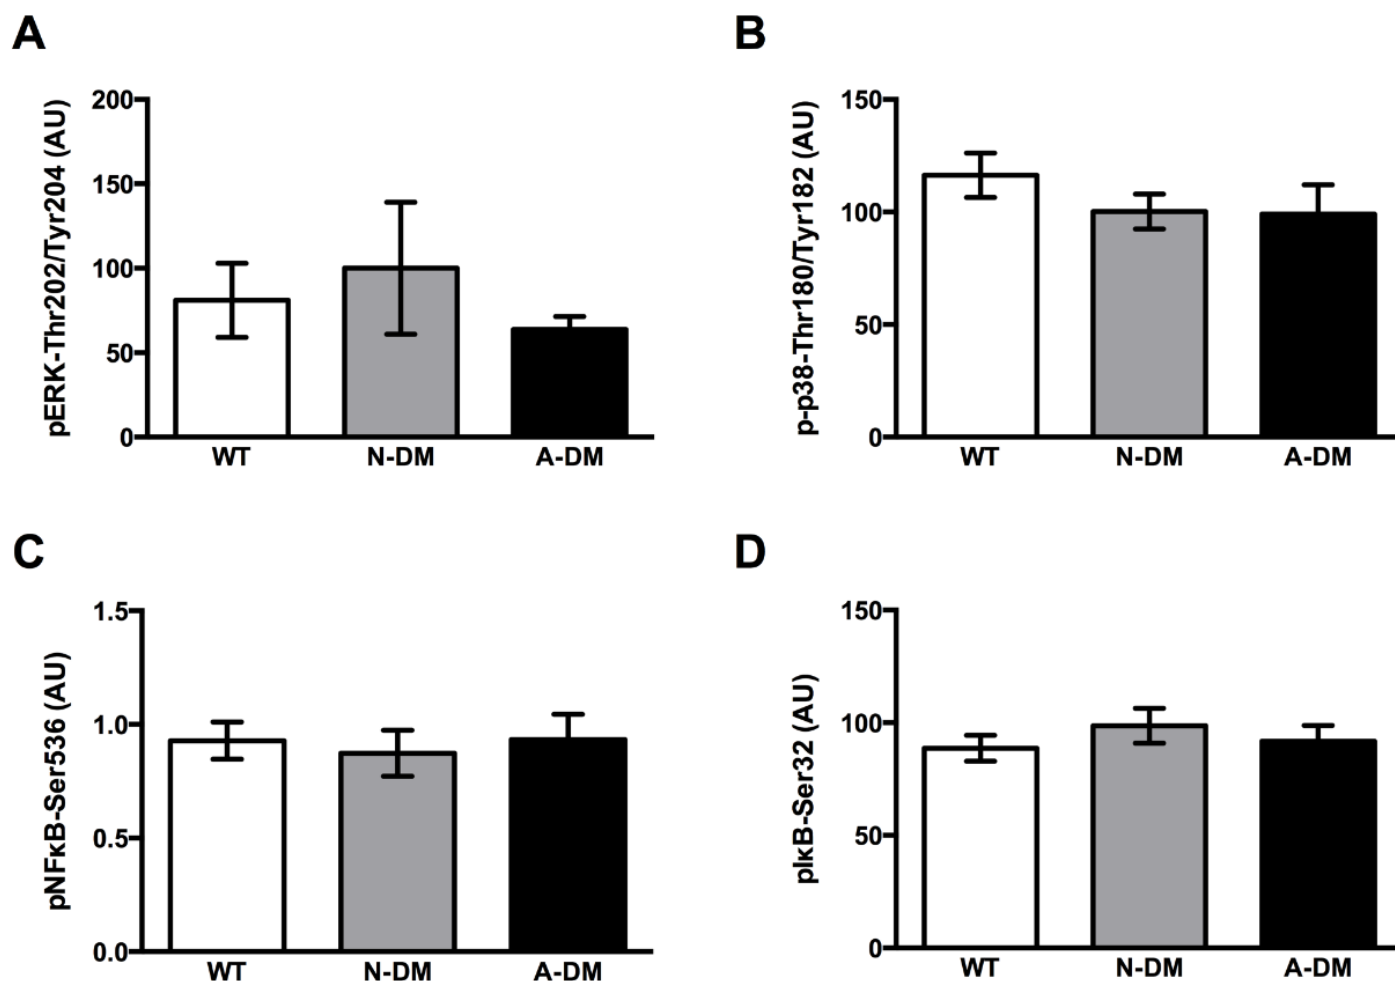 A
pERK-Thr202/Tyr204 (AU)
200
150
100
50
0
WT N-DM A-DM
B
p-p38-Thr180/Tyr182 (AU)
150
100
50
0
WT N-DM A-DM
C
pNFκB-Ser536 (AU)
1.5
1.0
0.5
0.0
WT N-DM A-DM
D
pIκB-Ser32 (AU)
150
100
50
0
WT N-DM A-DM